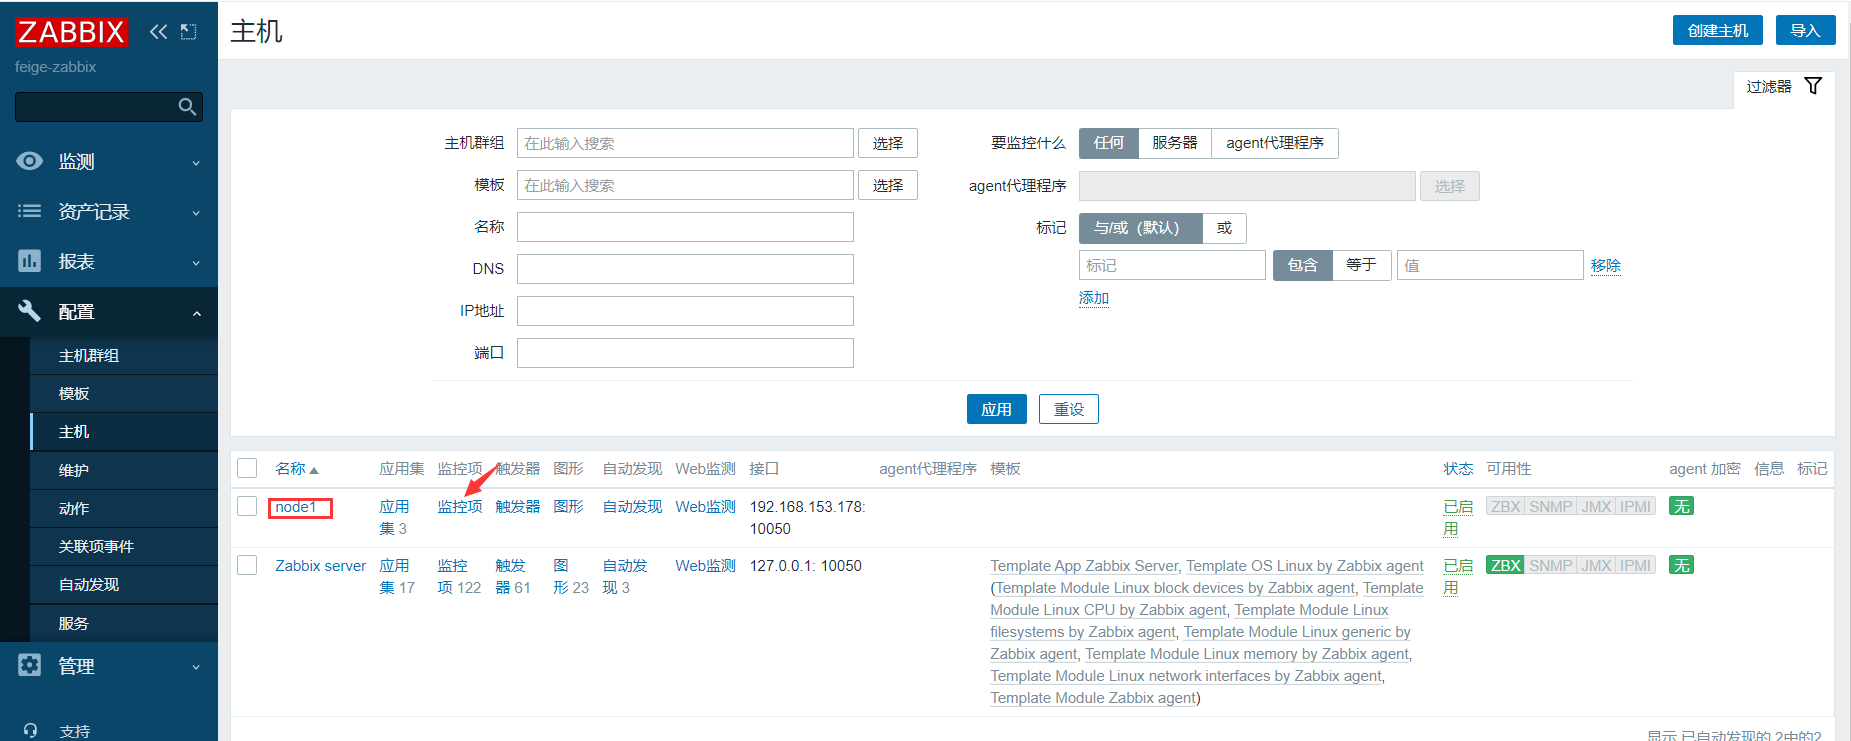 ZABBIX
feige-zabbix
监测
资产记录
报表
配置
主机群组
模板
主机
维护
动作
关联项事件
自动发现
服务
管理
支持
主机
创建主机
导入
过滤器
主机群组 在此输入搜索 选择
模板 在此输入搜索 选择
名称
DNS
IP地址
端口
要监控什么 任何 服务器 agent代理程序
agent代理程序 选择
标记 与/或（默认） 或
标记 包含 等于 值 移除
添加
应用 重设
名称 应用集 监控项 触发器 图形 自动发现 Web监测 接口 agent代理程序 模板 状态 可用性 agent 加密 信息 标记
node1 应用 监控项 触发器 图形 自动发现 Web监测 192.168.153.178: 已启 ZBX SNMP JMX IPMI 无
集 3 10050 用
Zabbix server 应用 监控 触发 图 自动发 Web监测 127.0.0.1: 10050 Template App Zabbix Server, Template OS Linux by Zabbix agent 已启 ZBX SNMP JMX IPMI 无
集 17 项 122 器 61 形 23 现 3 (Template Module Linux block devices by Zabbix agent, Template 用
Module Linux CPU by Zabbix agent, Template Module Linux
filesystems by Zabbix agent, Template Module Linux generic by
Zabbix agent, Template Module Linux memory by Zabbix agent,
Template Module Linux network interfaces by Zabbix agent,
Template Module Zabbix agent)
显示 已自动发现的 2中的2